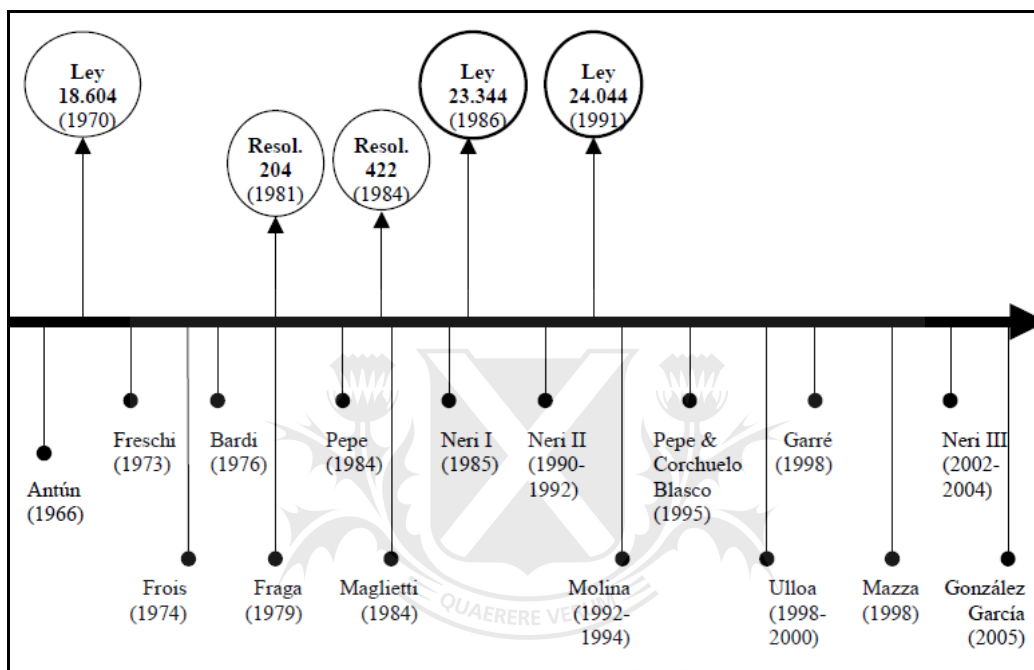 Ley
18.604
(1970)
Resol.
204
(1981)
Resol.
422
(1984)
Ley
23.344
(1986)
Ley
24.044
(1991)
Antún
(1966)
Freschi
(1973)
Frois
(1974)
Bardi
(1976)
Fraga
(1979)
Pepe
(1984)
Maglietti
(1984)
Neri I
(1985)
Neri II
(1990-
1992)
Molina
(1992-
1994)
Pepe &
Corchuelo
Blasco
(1995)
Ulloa
(1998-
2000)
Garré
(1998)
Mazza
(1998)
Neri III
(2002-
2004)
González
García
(2005)
QUAERERE VERUM